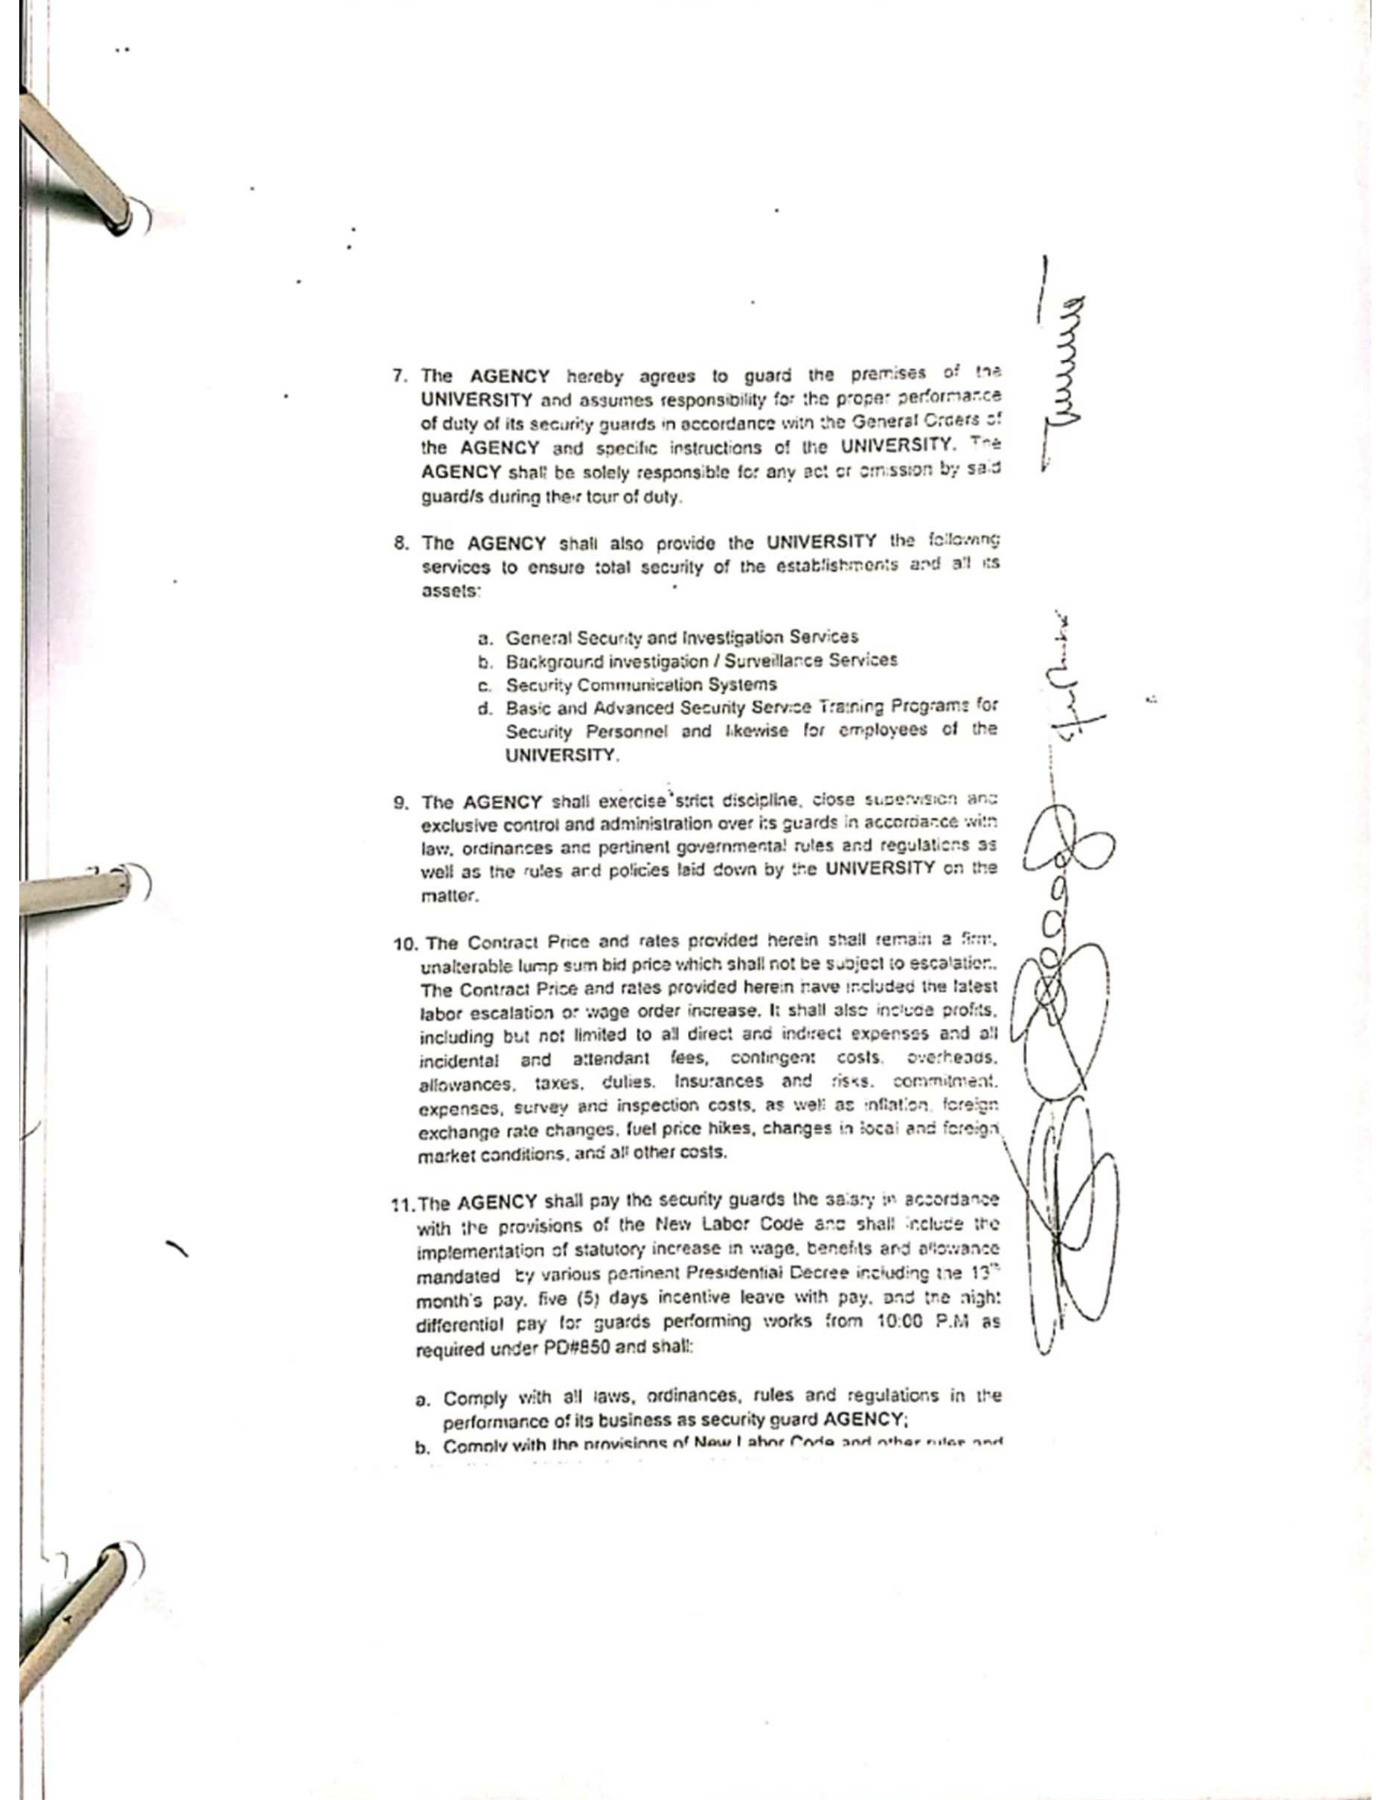 7. The AGENCY hereby agrees to guard the premises of the
UNIVERSITY and assumes responsibility for the proper performance
of duty of its security guards in accordance with the General Orders of
the AGENCY and specific instructions of the UNIVERSITY. The
AGENCY shall be solely responsible for any act or omission by said
guard/s during their tour of duty.
8. The AGENCY shall also provide the UNIVERSITY the following
services to ensure total security of the establishments and all its
assets:
a. General Security and Investigation Services
b. Background investigation / Surveillance Services
c. Security Communication Systems
d. Basic and Advanced Security Service Training Programs for
Security Personnel and likewise for employees of the
UNIVERSITY.
9. The AGENCY shall exercise strict discipline, close supervision and
exclusive control and administration over its guards in accordance with
law, ordinances and pertinent governmental rules and regulations as
well as the rules and policies laid down by the UNIVERSITY on the
matter.
10. The Contract Price and rates provided herein shall remain a firm,
unalterable lump sum bid price which shall not be subject to escalation.
The Contract Price and rates provided herein have included the latest
labor escalation or wage order increase. It shall also include profits,
including but not limited to all direct and indirect expenses and all
incidental and attendant fees, contingent costs, overheads,
allowances, taxes, duties, Insurances and risks, commitment,
expenses, survey and inspection costs, as well as inflation, foreign
exchange rate changes, fuel price hikes, changes in local and foreign
market conditions, and all other costs.
11. The AGENCY shall pay the security guards the salary in accordance
with the provisions of the New Labor Code and shall include the
implementation of statutory increase in wage, benefits and allowance
mandated by various pertinent Presidential Decree including the 13th
month's pay, five (5) days incentive leave with pay, and the night
differential pay for guards performing works from 10:00 P.M as
required under PD#850 and shall:
a. Comply with all laws, ordinances, rules and regulations in the
performance of its business as security guard AGENCY;
b. Comply with the provisions of New Labor Code and other rules and